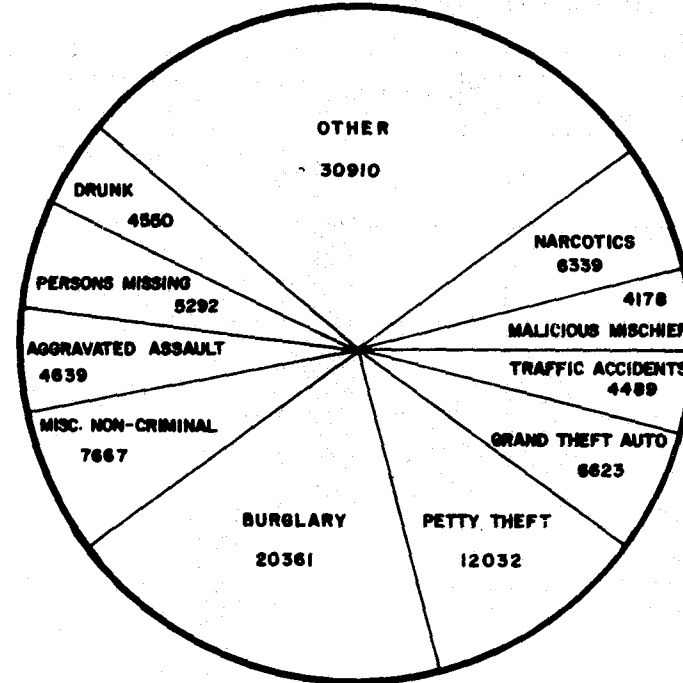 OTHER
30910
DRUNK
4550
NARCOTICS
6339
PERSONS MISSING
5292
4178
MALICIOUS MISCHIEF
AGGRAVATED ASSAULT
4639
TRAFFIC ACCIDENTS
4489
MISC. NON-CRIMINAL
7667
GRAND THEFT AUTO
6623
BURGLARY
20361
PETTY THEFT
12032